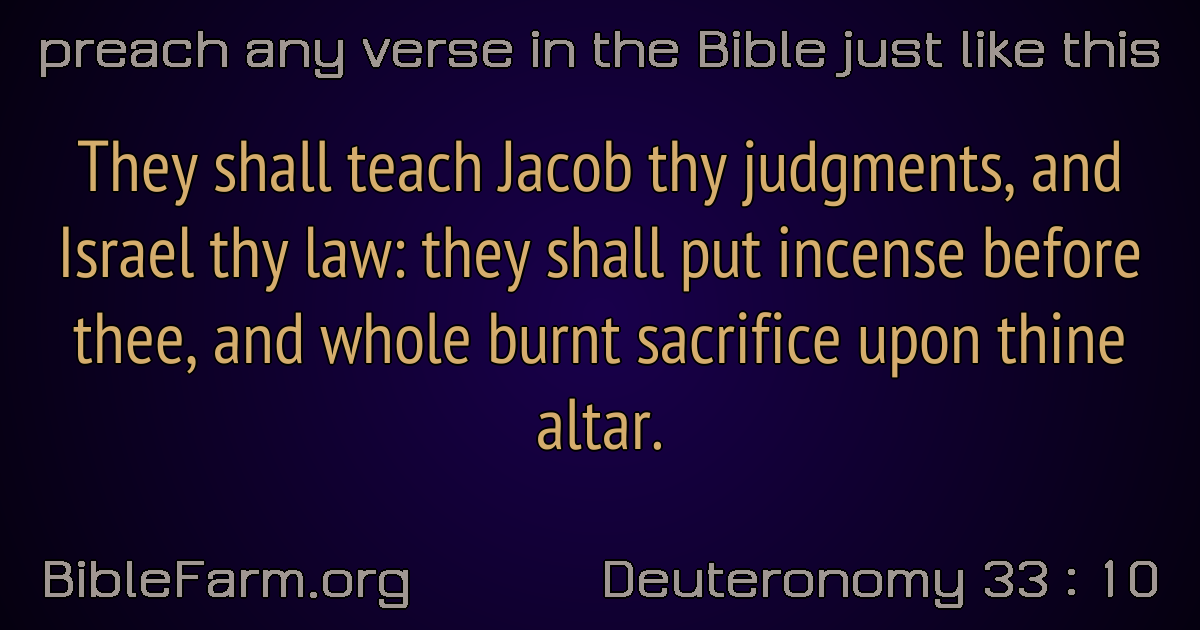 preach any verse in the Bible just like this
They shall teach Jacob thy judgments, and
Israel thy law: they shall put incense before
thee, and whole burnt sacrifice upon thine
altar.
BibleFarm.org
Deuteronomy 33 : 10